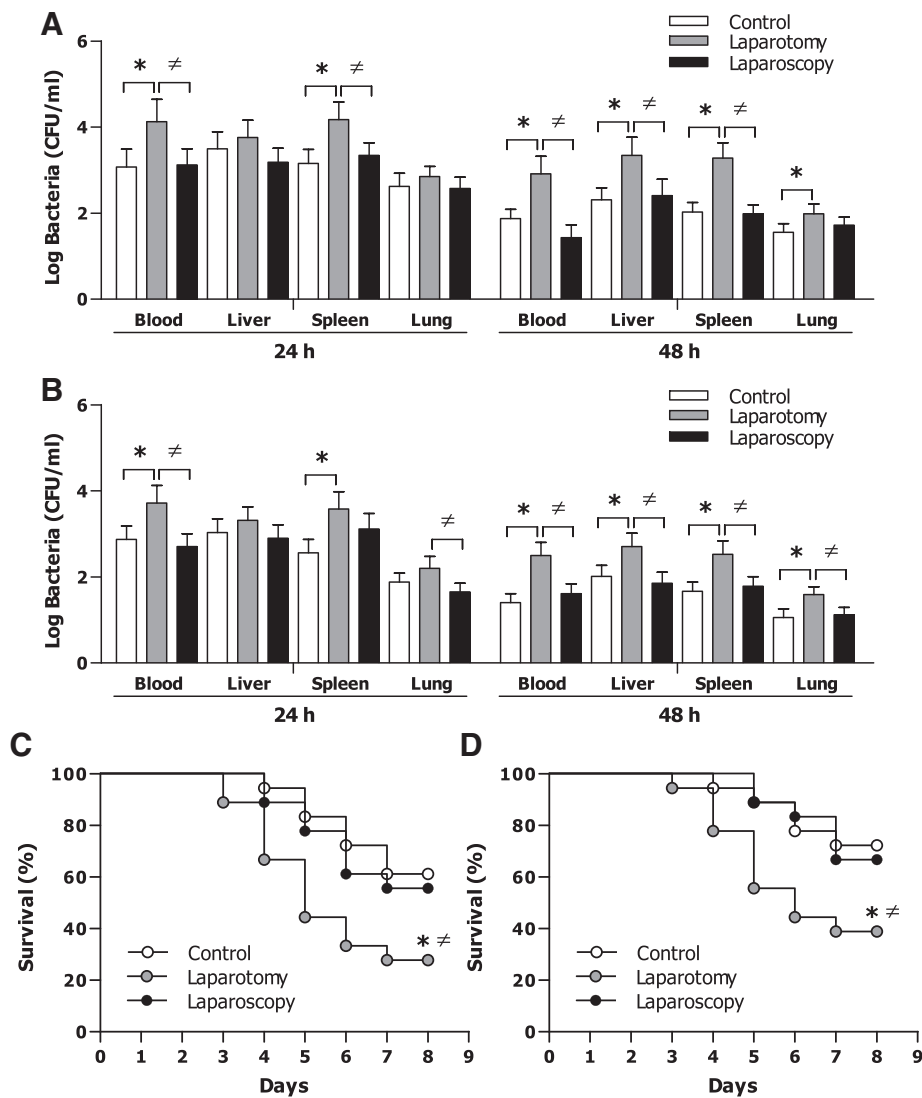 A
Control
Laparotomy
Laparoscopy
Log Bacteria (CFU/ml)
6
4
2
0
* ≠ * ≠ * ≠ * ≠ * ≠ *
Blood Liver Spleen Lung Blood Liver Spleen Lung
24 h 48 h
B
Control
Laparotomy
Laparoscopy
Log Bacteria (CFU/ml)
6
4
2
0
* ≠ * ≠ * ≠ * ≠ * ≠ * ≠
Blood Liver Spleen Lung Blood Liver Spleen Lung
24 h 48 h
C
Survival (%)
100
80
60
40
20
0
* ≠
Control
Laparotomy
Laparoscopy
0 1 2 3 4 5 6 7 8 9
Days
D
Survival (%)
100
80
60
40
20
0
* ≠
Control
Laparotomy
Laparoscopy
0 1 2 3 4 5 6 7 8 9
Days